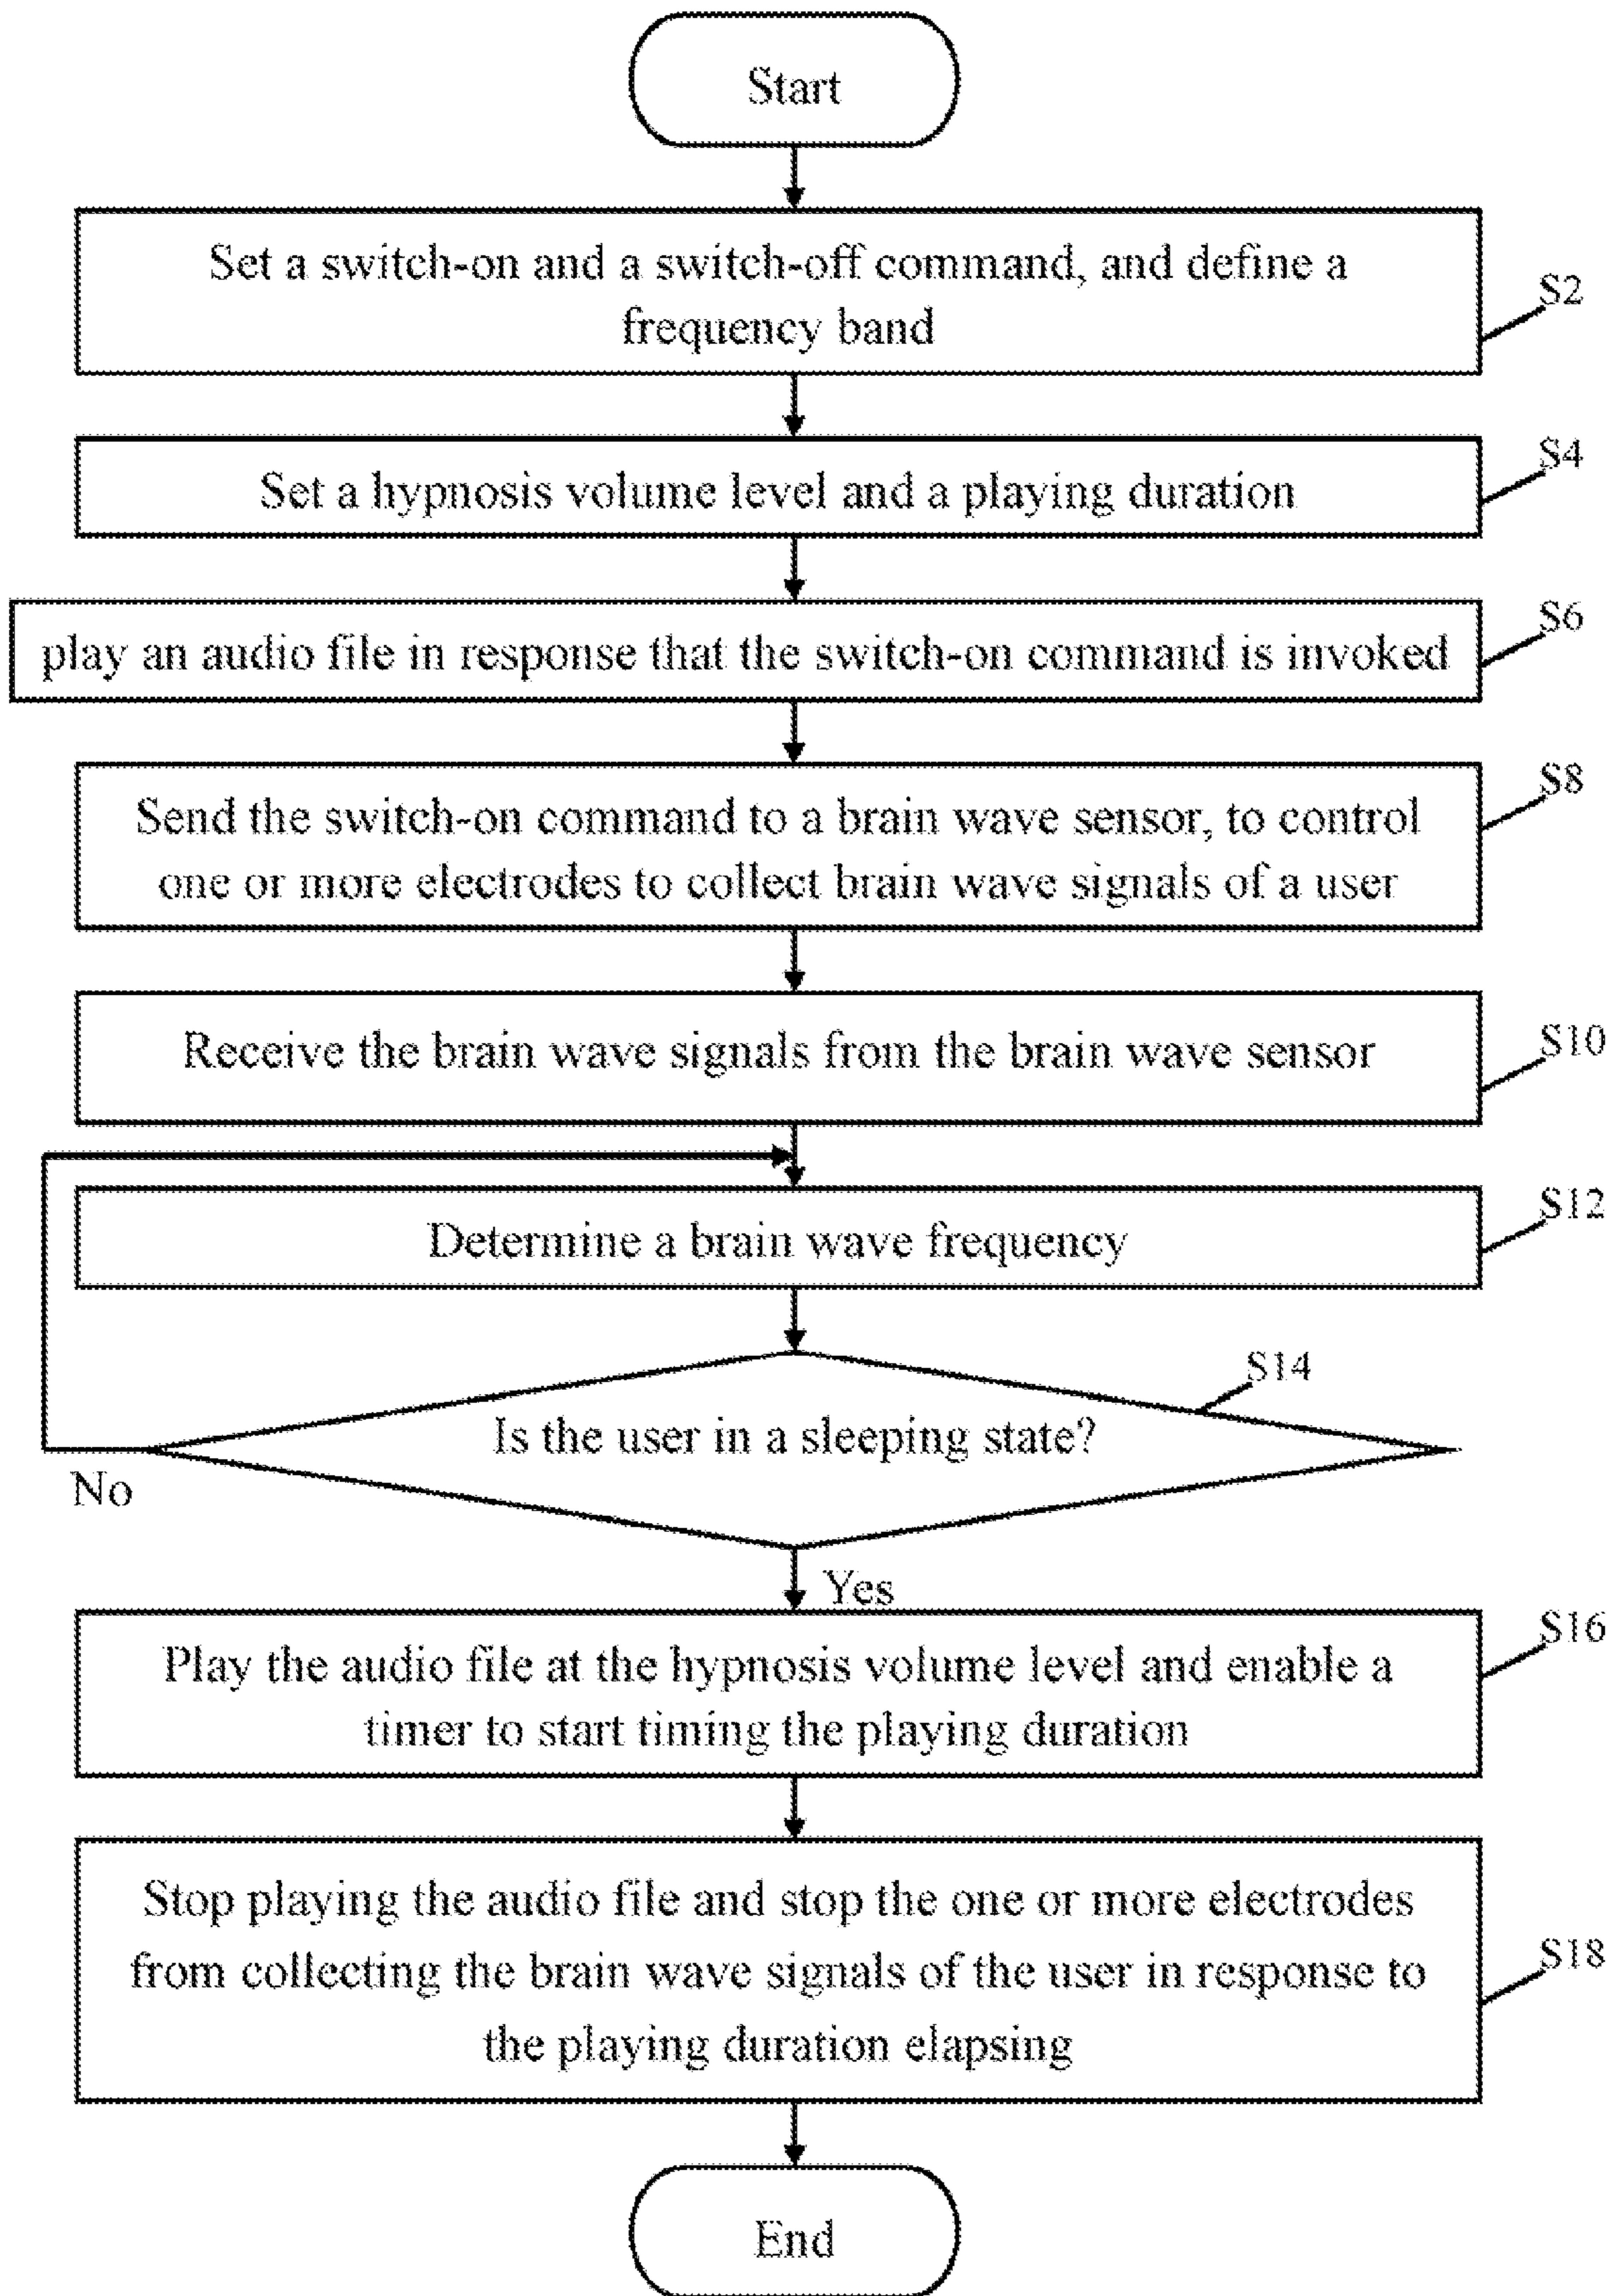 Start
Set a switch-on and a switch-off command, and define a
frequency band
S2
Set a hypnosis volume level and a playing duration
S4
play an audio file in response that the switch-on command is invoked
S6
Send the switch-on command to a brain wave sensor, to control
one or more electrodes to collect brain wave signals of a user
S8
Receive the brain wave signals from the brain wave sensor
S10
Determine a brain wave frequency
S12
Is the user in a sleeping state?
S14
No
Yes
Play the audio file at the hypnosis volume level and enable a
timer to start timing the playing duration
S16
Stop playing the audio file and stop the one or more electrodes
from collecting the brain wave signals of the user in response to
the playing duration elapsing
S18
End